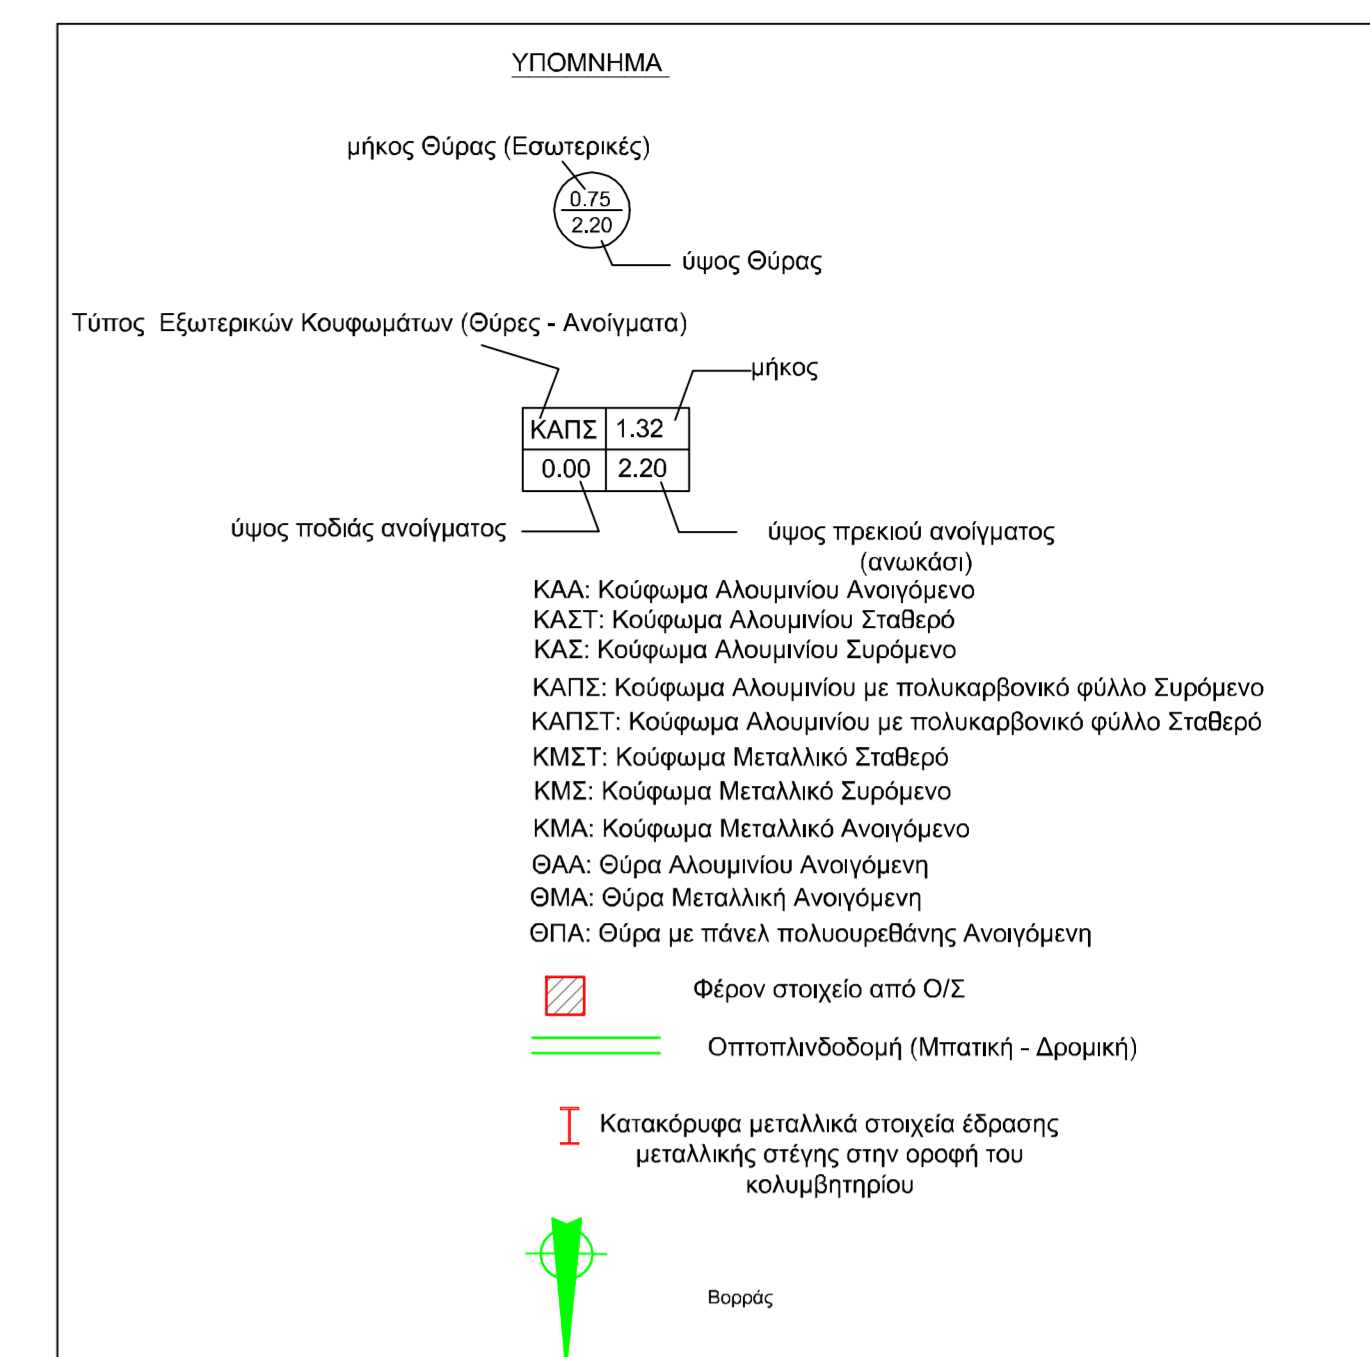 ΥΠΟΜΝΗΜΑ
μήκος Θύρας (Εσωτερικές)
0.75
2.20
ύψος Θύρας
Τύπος Εξωτερικών Κουφωμάτων (Θύρες - Ανοίγματα)
μήκος
ΚΑΠΣ 1.32
0.00 2.20
ύψος ποδιάς ανοίγματος
ύψος πρεκιού ανοίγματος
(ανωκάσι)
ΚΑΑ: Κούφωμα Αλουμινίου Ανοιγόμενο
ΚΑΣΤ: Κούφωμα Αλουμινίου Σταθερό
ΚΑΣ: Κούφωμα Αλουμινίου Συρόμενο
ΚΑΠΣ: Κούφωμα Αλουμινίου με πολυκαρβονικό φύλλο Συρόμενο
ΚΑΠΣΤ: Κούφωμα Αλουμινίου με πολυκαρβονικό φύλλο Σταθερό
ΚΜΣΤ: Κούφωμα Μεταλλικό Σταθερό
ΚΜΣ: Κούφωμα Μεταλλικό Συρόμενο
ΚΜΑ: Κούφωμα Μεταλλικό Ανοιγόμενο
ΘΑΑ: Θύρα Αλουμινίου Ανοιγόμενη
ΘΜΑ: Θύρα Μεταλλική Ανοιγόμενη
ΘΠΑ: Θύρα με πάνελ πολυουρεθάνης Ανοιγόμενη
Φέρον στοιχείο από Ο/Σ
Οπτοπλινδοδομή (Μπατική - Δρομική)
Κατακόρυφα μεταλλικά στοιχεία έδρασης
μεταλλικής στέγης στην οροφή του
κολυμβητηρίου
Βορράς